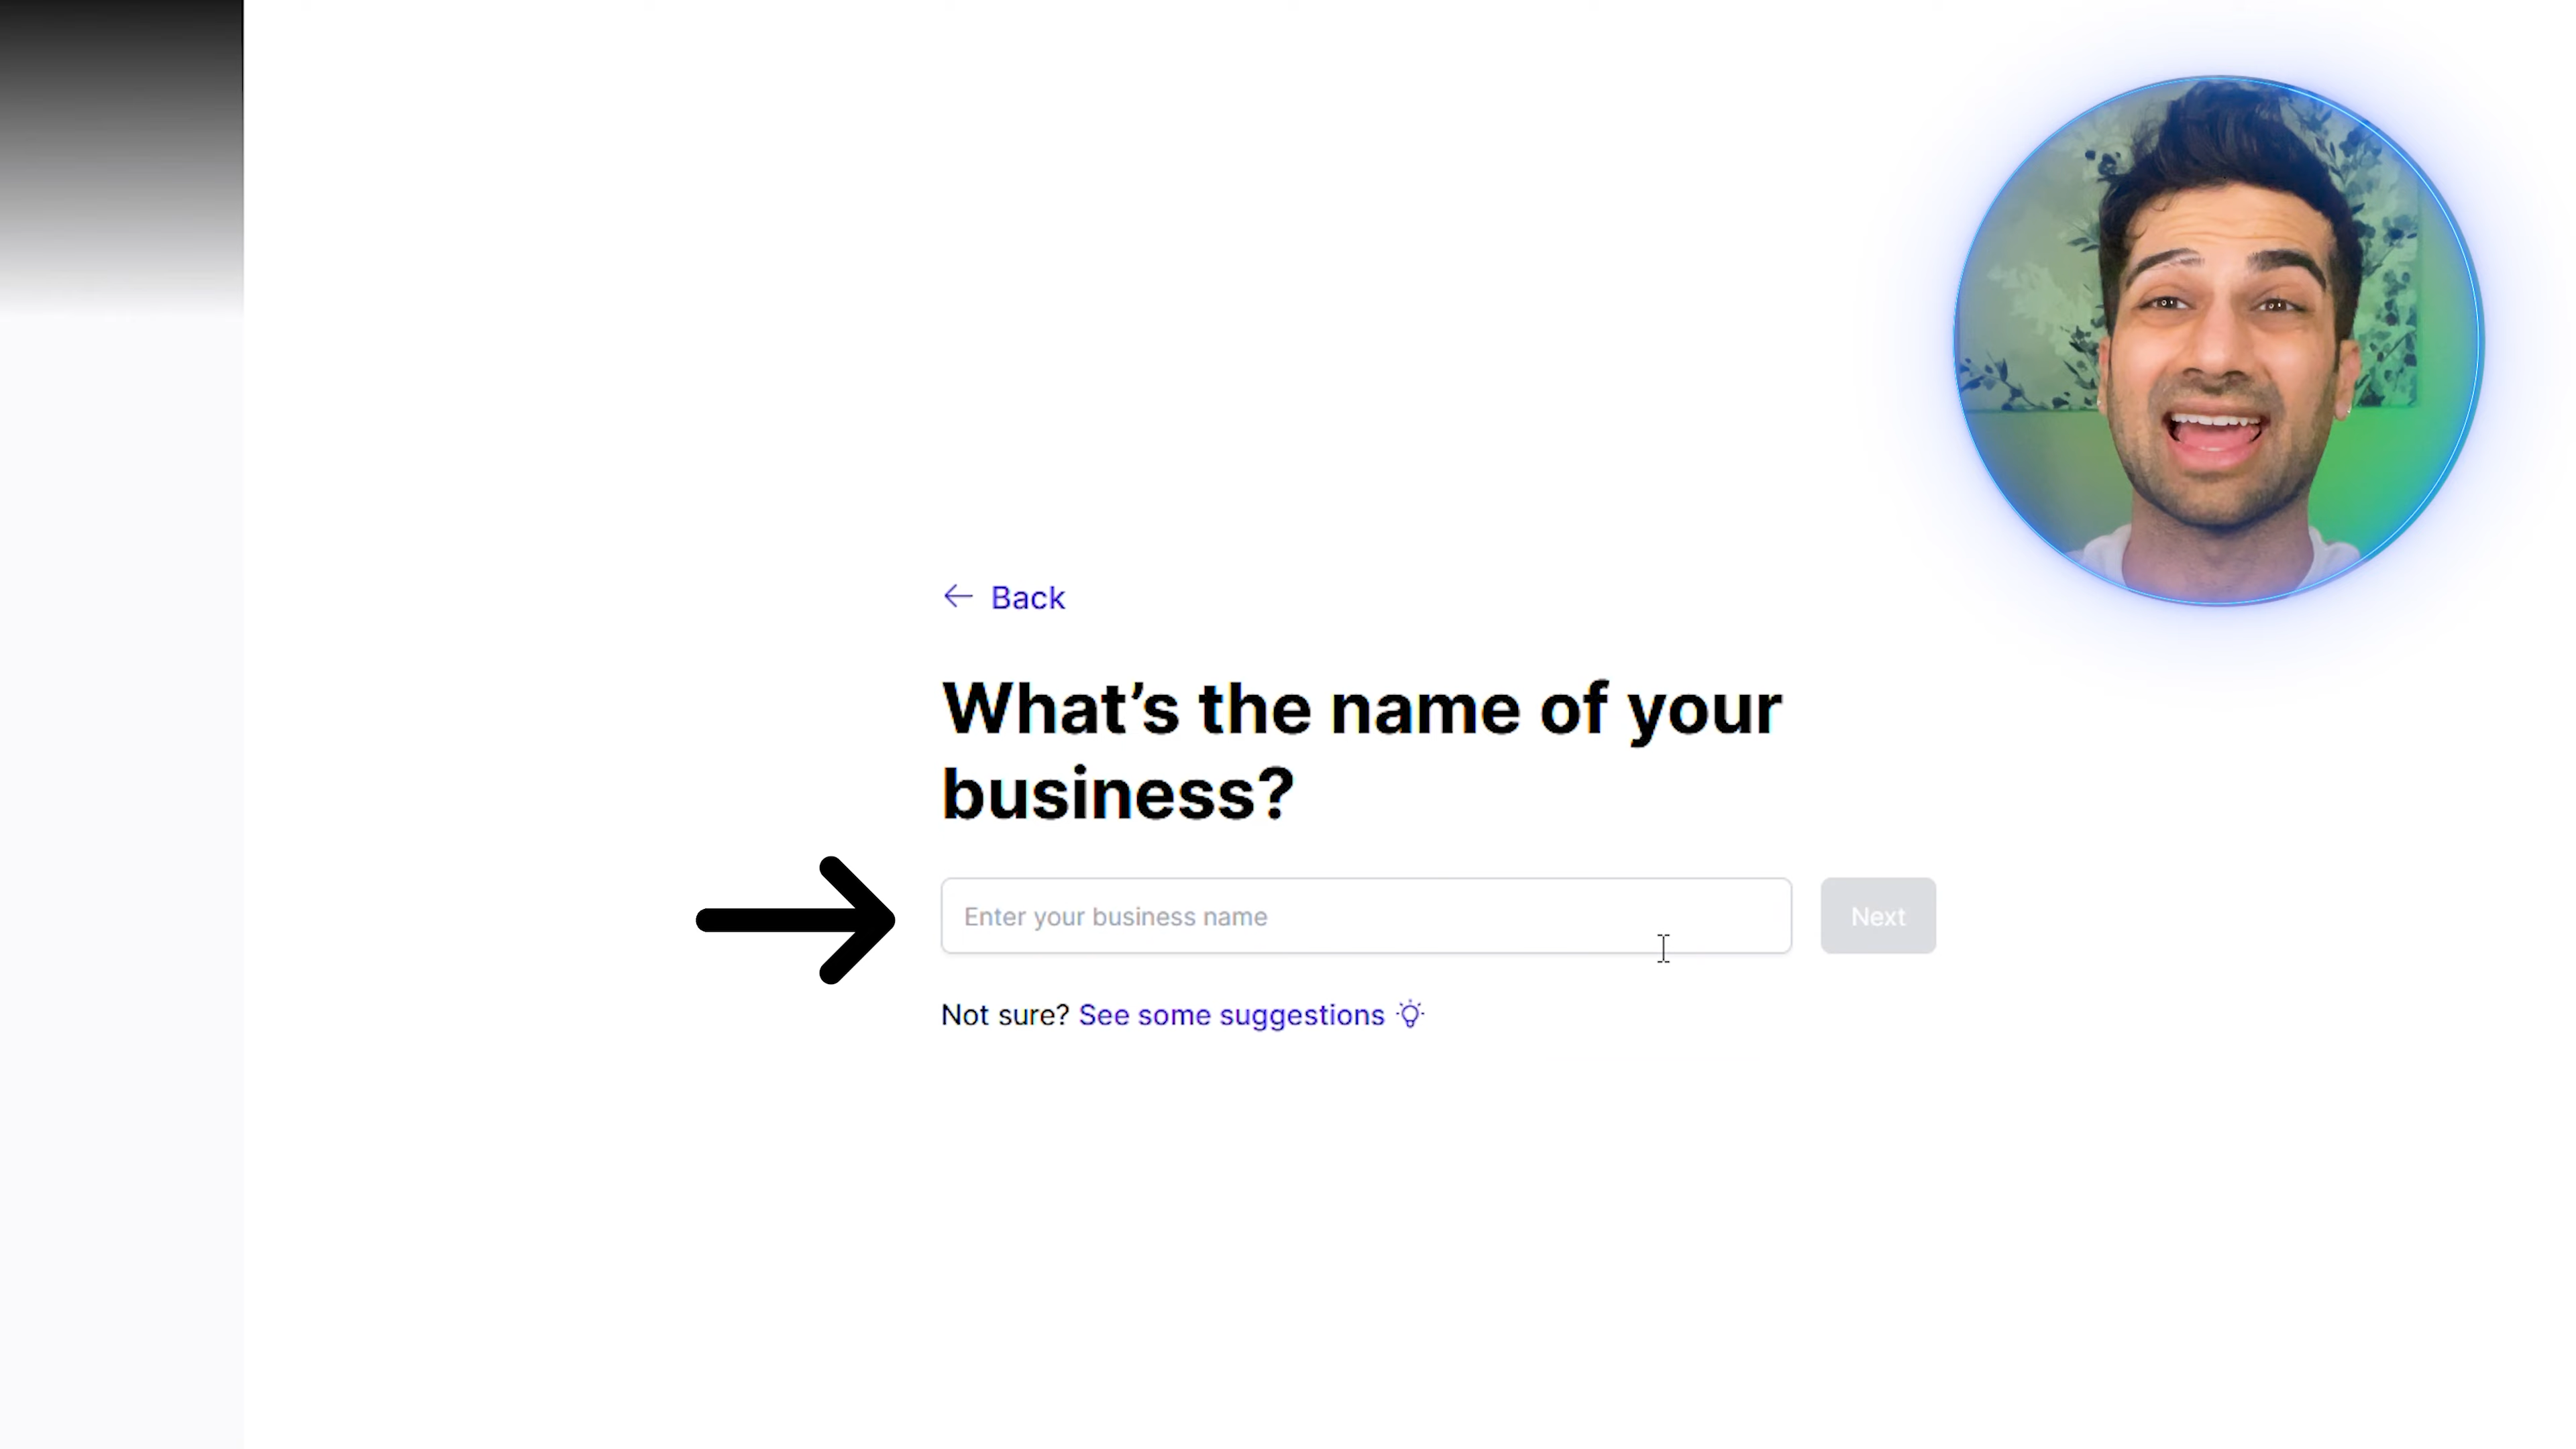 Back
What’s the name of your
business?
Enter your business name
Next
Not sure? See some suggestions